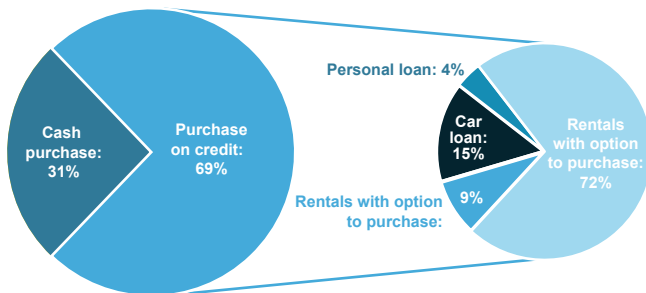 Cash
purchase:
31%
Purchase
on credit:
69%
Personal loan: 4%
Car
loan:
15%
Rentals with option
to purchase:
9%
Rentals
with option
to purchase:
72%